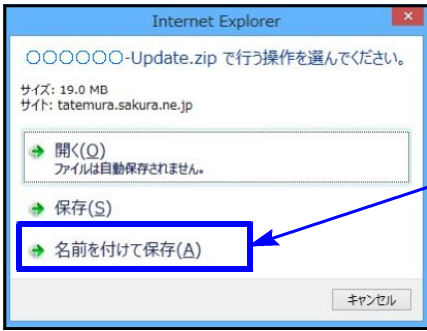 Internet Explorer
○○○○○○-Update.zip で行う操作を選んでください。
サイズ: 19.0 MB
サイト: tatemura.sakura.ne.jp
開く(O)
ファイルは自動保存されません。
保存(S)
名前を付けて保存(A)
キャンセル